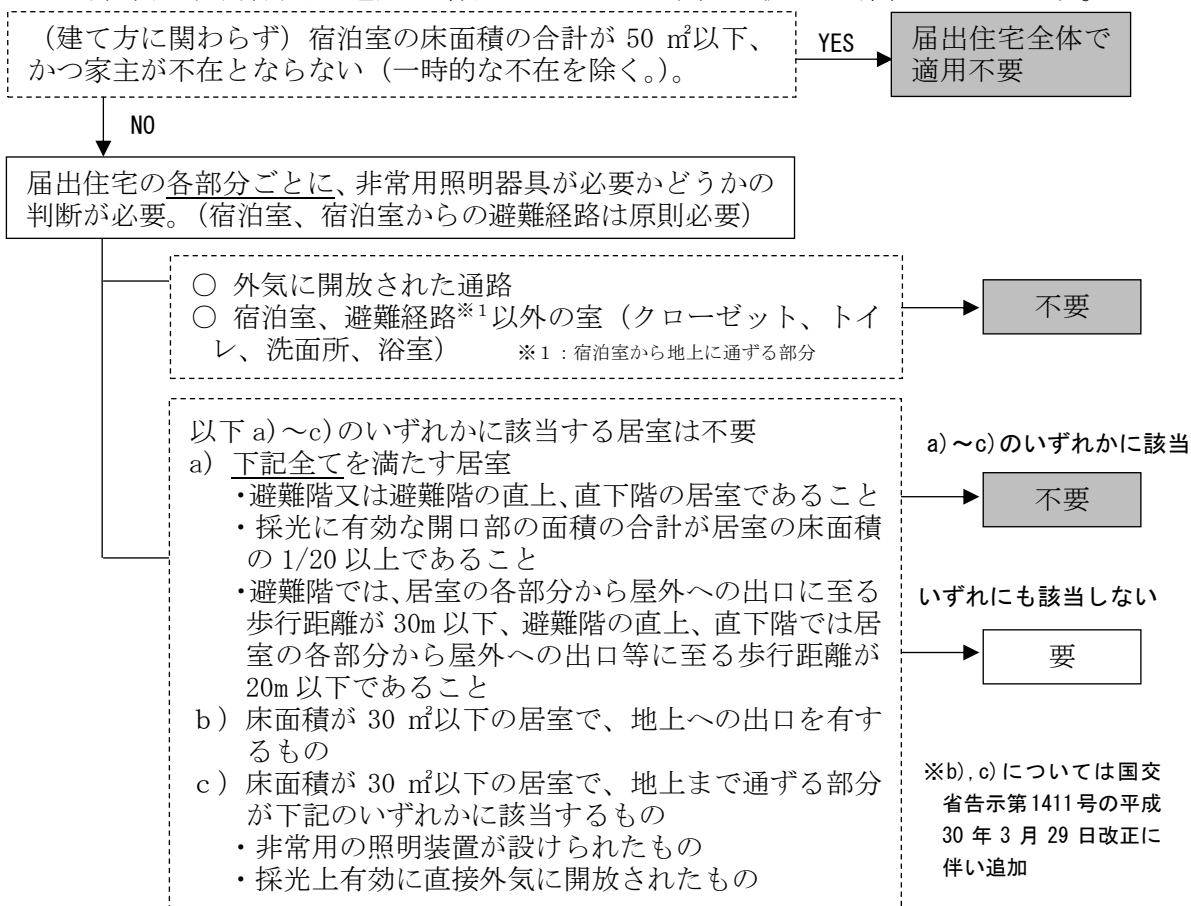 （建て方に関わらず）宿泊室の床面積の合計が 50 ㎡以下、
かつ家主が不在とならない（一時的な不在を除く。）。
YES
届出住宅全体で
適用不要
NO
届出住宅の各部分ごとに、非常用照明器具が必要かどうかの
判断が必要。（宿泊室、宿泊室からの避難経路は原則必要）
○ 外気に開放された通路
○ 宿泊室、避難経路※1以外の室（クローゼット、トイ
レ、洗面所、浴室） ※１：宿泊室から地上に通ずる部分
不要
以下 a)～c)のいずれかに該当する居室は不要
a) 下記全てを満たす居室
・避難階又は避難階の直上、直下階の居室であること
・採光に有効な開口部の面積の合計が居室の床面積
の 1/20 以上であること
・避難階では、居室の各部分から屋外への出口に至る
歩行距離が 30m 以下、避難階の直上、直下階では居
室の各部分から屋外への出口等に至る歩行距離が
20m 以下であること
ｂ）床面積が 30 ㎡以下の居室で、地上への出口を有す
るもの
ｃ）床面積が 30 ㎡以下の居室で、地上まで通ずる部分
が下記のいずれかに該当するもの
・非常用の照明装置が設けられたもの
・採光上有効に直接外気に開放されたもの
a)～c)のいずれかに該当
不要
いずれにも該当しない
要
※b),c)については国交
省告示第1411号の平成
30 年 3 月 29 日改正に
伴い追加